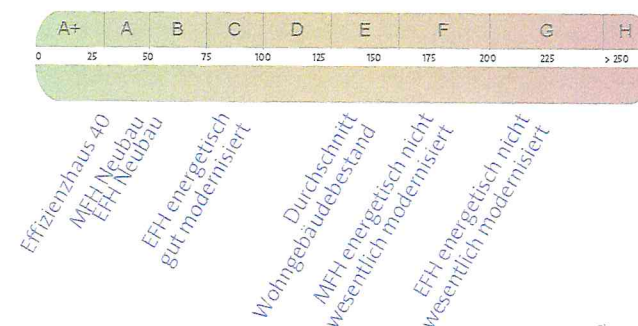 A+ A B C D E F G H
0 25 50 75 100 125 150 175 200 225 > 250
Effizienzhaus 40
MFH Neubau
EFH Neubau
EFH energetisch
gut modernisiert
Durchschnitt
Wohngebäudebestand
MFH energetisch nicht
wesentlich modernisiert
EFH energetisch nicht
wesentlich modernisiert